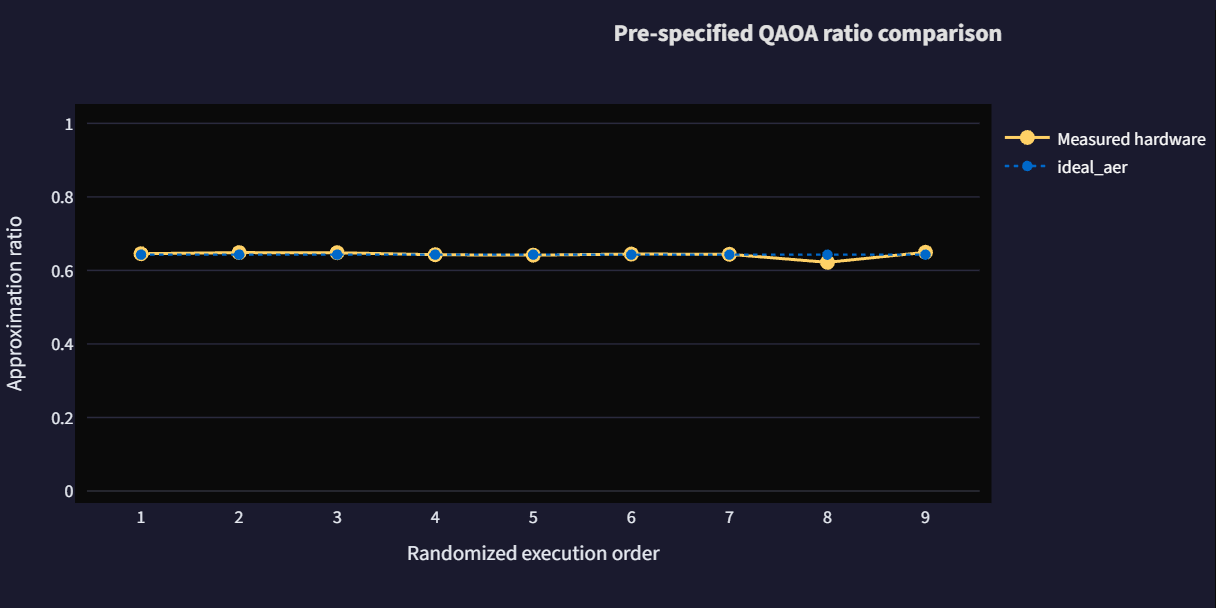 Pre-specified QAOA ratio comparison
Measured hardware
ideal_aer
Approximation ratio
1
0.8
0.6
0.4
0.2
0
1 2 3 4 5 6 7 8 9
Randomized execution order